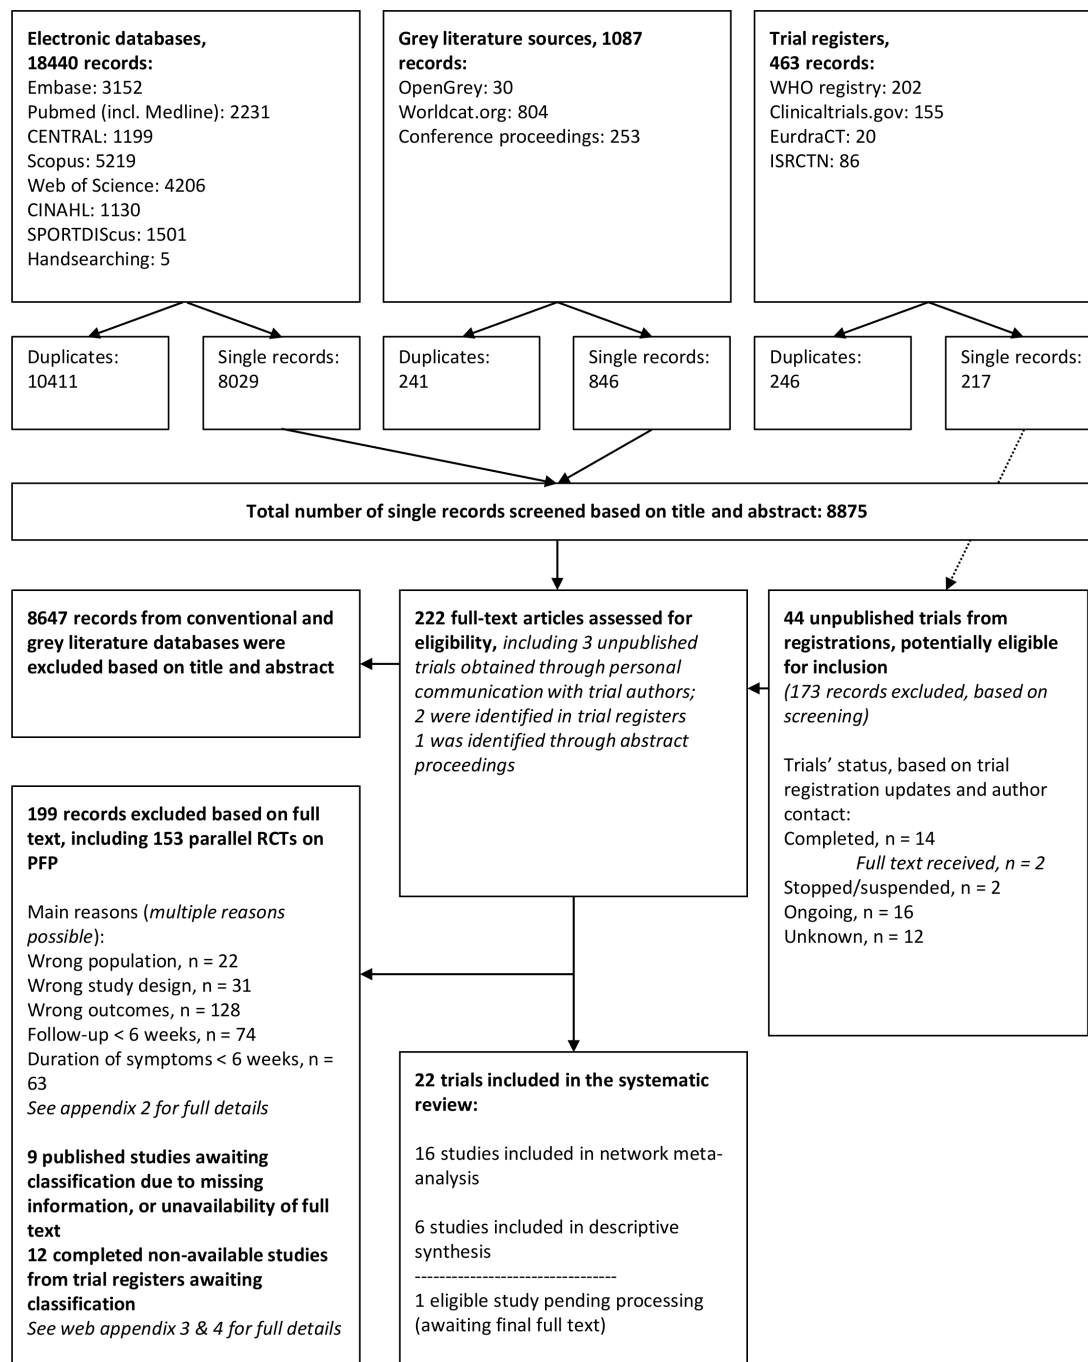 Electronic databases,
18440 records:
Embase: 3152
Pubmed (incl. Medline): 2231
CENTRAL: 1199
Scopus: 5219
Web of Science: 4206
CINAHL: 1130
SPORTDIScus: 1501
Handsearching: 5
Grey literature sources, 1087
records:
OpenGrey: 30
Worldcat.org: 804
Conference proceedings: 253
Trial registers,
463 records:
WHO registry: 202
Clinicaltrials.gov: 155
EurdraCT: 20
ISRCTN: 86
Duplicates:
10411
Single records:
8029
Duplicates:
241
Single records:
846
Duplicates:
246
Single records:
217
Total number of single records screened based on title and abstract: 8875
8647 records from conventional and
grey literature databases were
excluded based on title and abstract
222 full-text articles assessed for
eligibility, including 3 unpublished
trials obtained through personal
communication with trial authors;
2 were identified in trial registers
1 was identified through abstract
proceedings
44 unpublished trials from
registrations, potentially eligible
for inclusion
(173 records excluded, based on
screening)
Trials’ status, based on trial
registration updates and author
contact:
Completed, n = 14
Full text received, n = 2
Stopped/suspended, n = 2
Ongoing, n = 16
Unknown, n = 12
199 records excluded based on full
text, including 153 parallel RCTs on
PFP
Main reasons (multiple reasons
possible):
Wrong population, n = 22
Wrong study design, n = 31
Wrong outcomes, n = 128
Follow-up < 6 weeks, n = 74
Duration of symptoms < 6 weeks, n =
63
See appendix 2 for full details
9 published studies awaiting
classification due to missing
information, or unavailability of full
text
12 completed non-available studies
from trial registers awaiting
classification
See web appendix 3 & 4 for full details
22 trials included in the systematic
review:
16 studies included in network meta-
analysis
6 studies included in descriptive
synthesis
---------------------------------
1 eligible study pending processing
(awaiting final full text)